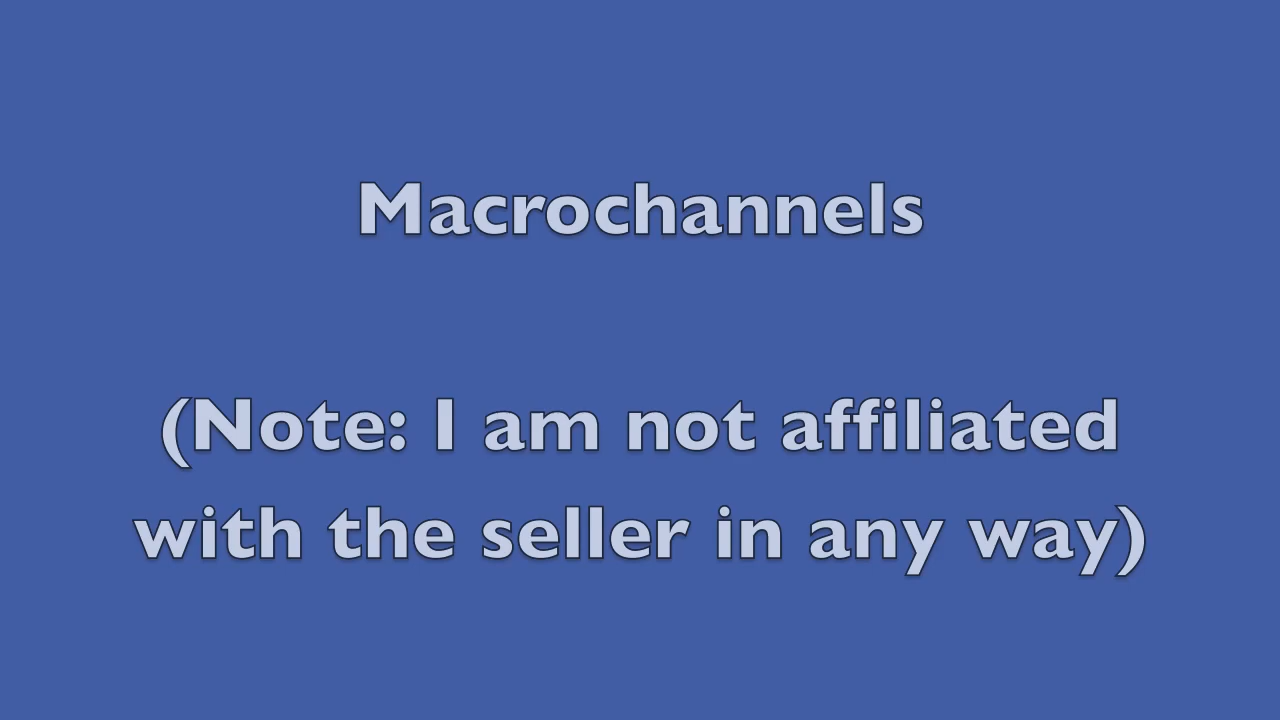 Macrochannels
(Note: I am not affiliated
with the seller in any way)